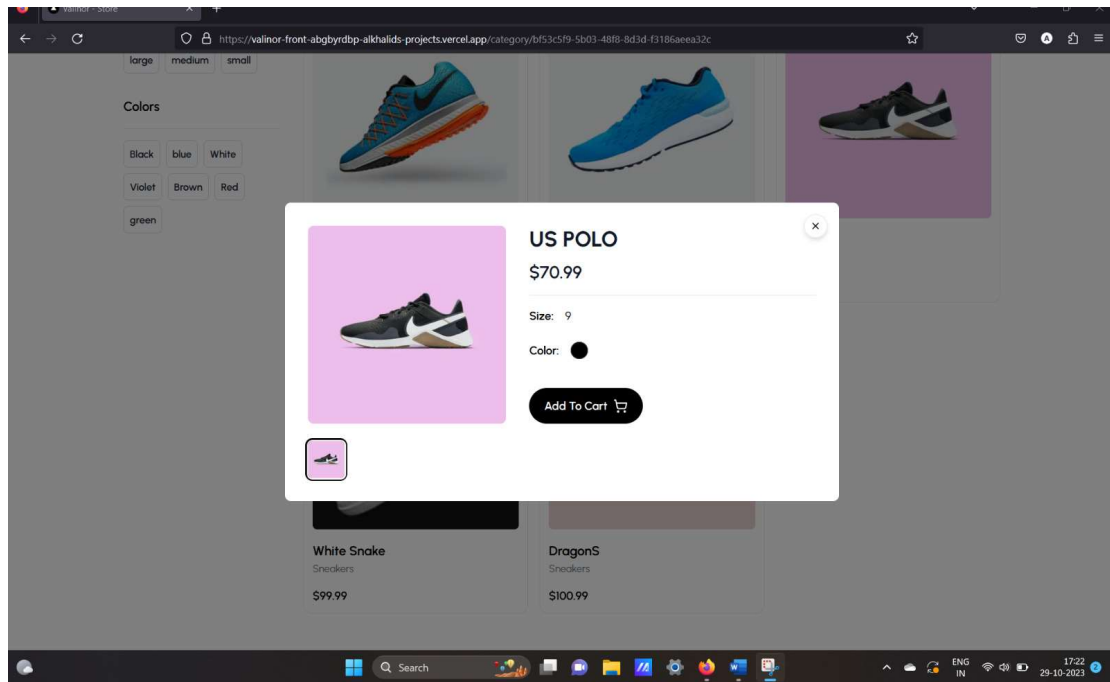 Valinor - Store
https://valinor-front-abgbyrdbp-alkhalids-projects.vercel.app/category/bf53c5f9-5b03-48f8-8d3d-f3186aeea32c
large medium small
Colors
Black blue White
Violet Brown Red
green
US POLO
$70.99
Size: 9
Color:
Add To Cart
White Snake
Sneakers
$99.99
DragonS
Sneakers
$100.99
Search
ENG
IN
17:22
29-10-2023
2